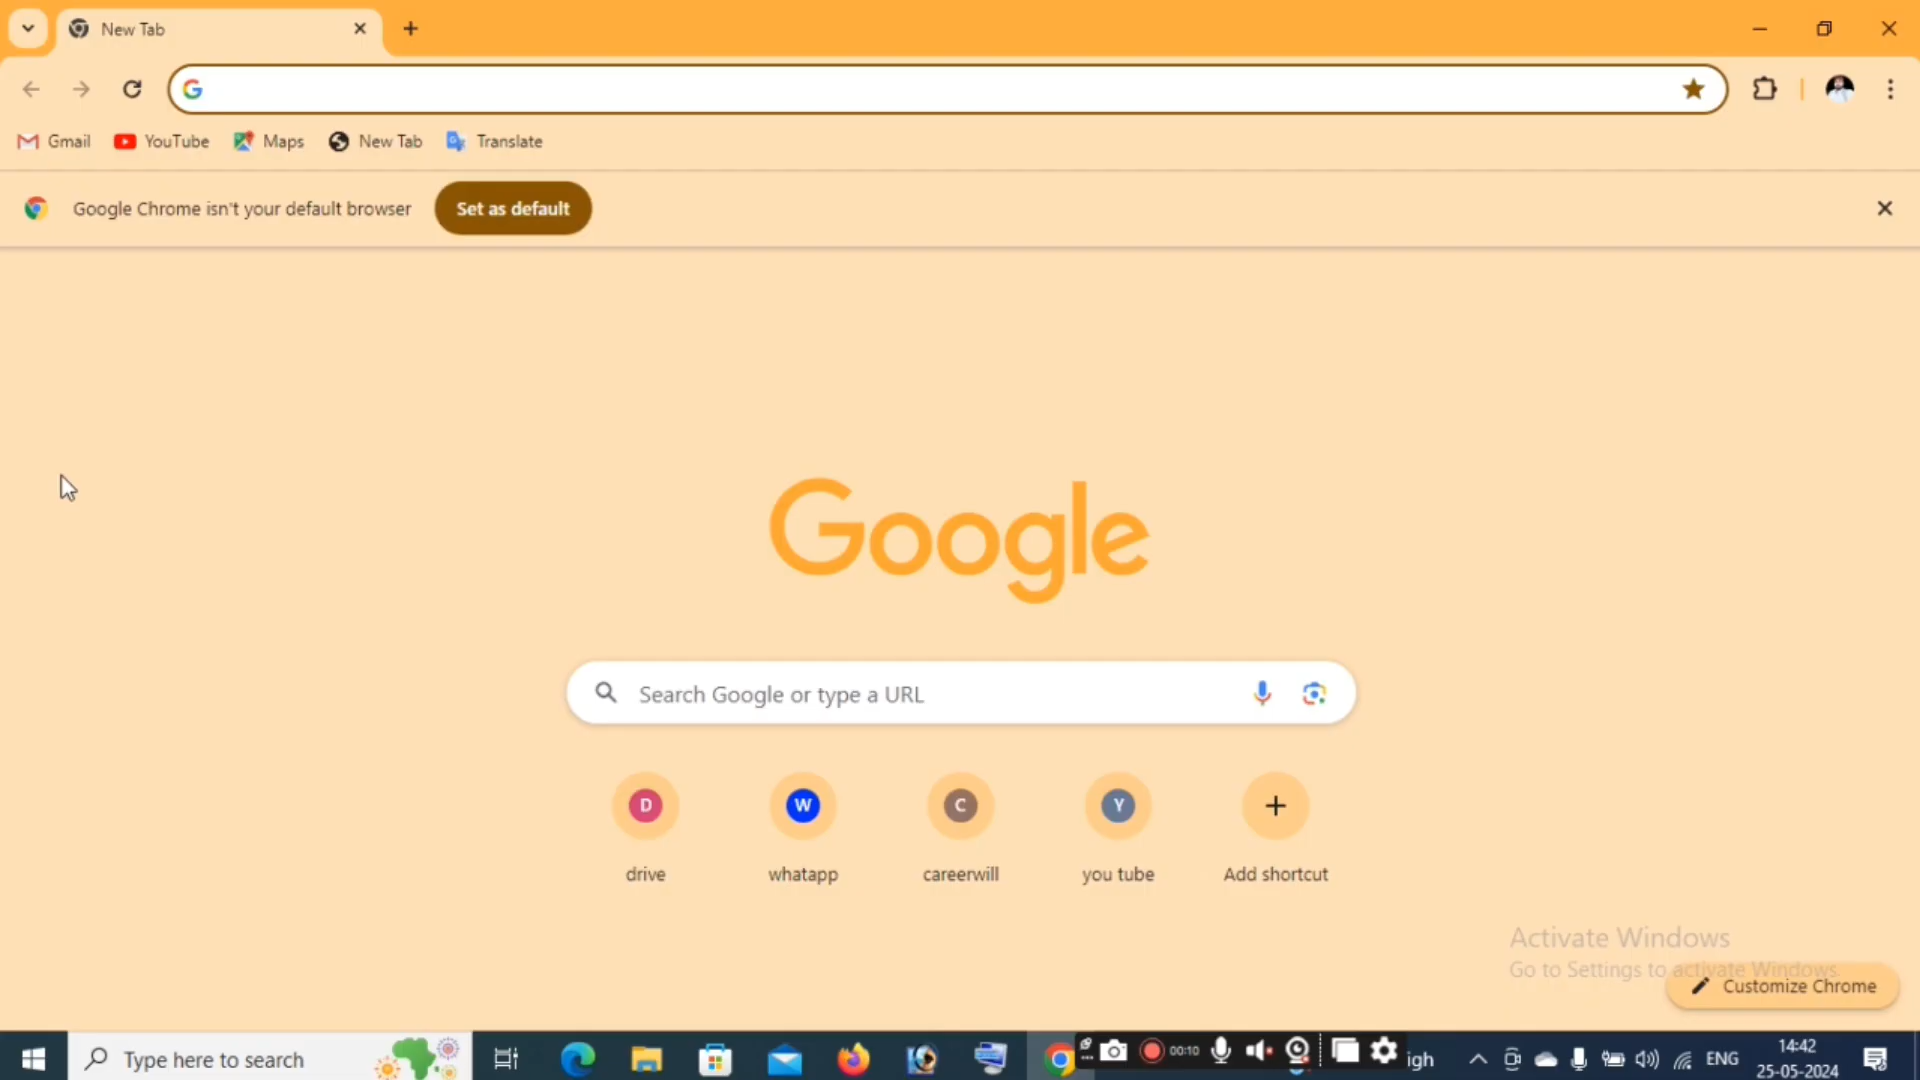 New Tab
Gmail YouTube Maps New Tab Translate
Google Chrome isn't your default browser Set as default
Google
Search Google or type a URL
D W C Y
drive whatapp careerwill you tube Add shortcut
Activate Windows
Go to Settings to activate Windows.
Customize Chrome
Type here to search 00:10 igh ENG 14:42
25-05-2024